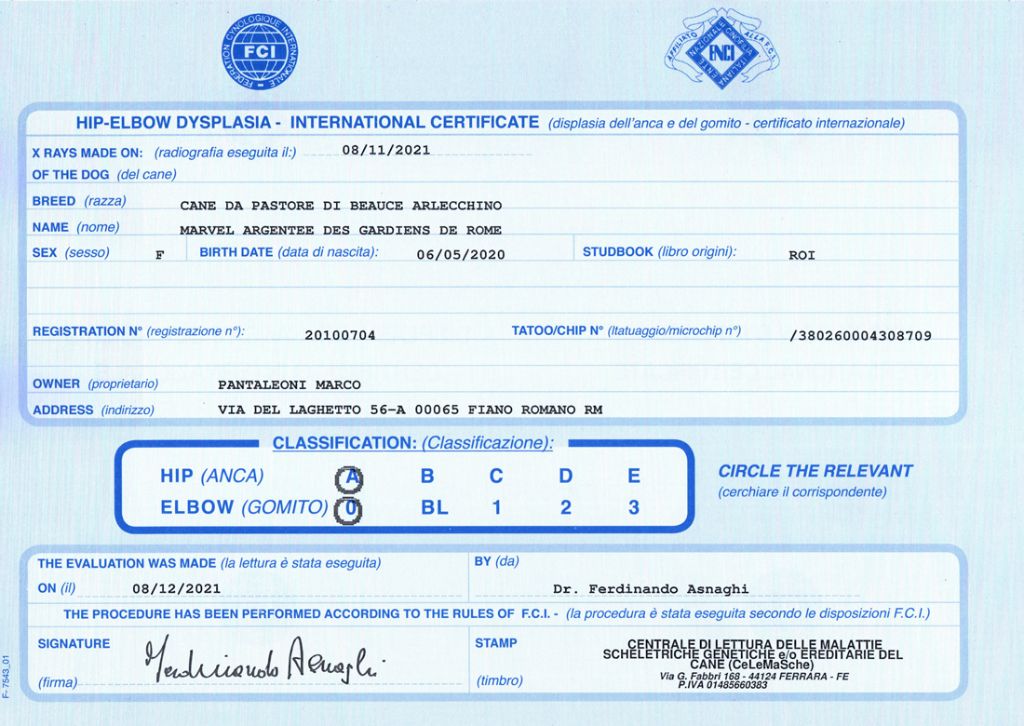 FEDERATION CYNOLOGIQUE INTERNATIONALE
FCI
AFFILIATO ALLA F.C.I.
ENTE NAZIONALE CINOFILIA ITALIANA
ENCI
HIP-ELBOW DYSPLASIA - INTERNATIONAL CERTIFICATE (displasia dell'anca e del gomito - certificato internazionale)
X RAYS MADE ON: (radiografia eseguita il:) 08/11/2021
OF THE DOG (del cane)
BREED (razza) CANE DA PASTORE DI BEAUCE ARLECCHINO
NAME (nome) MARVEL ARGENTEE DES GARDIENS DE ROME
SEX (sesso) F BIRTH DATE (data di nascita): 06/05/2020 STUDBOOK (libro origini): ROI
REGISTRATION N° (registrazione n°): 20100704 TATOO/CHIP N° (ltatuaggio/microchip n°) /380260004308709
OWNER (proprietario) PANTALEONI MARCO
ADDRESS (indirizzo) VIA DEL LAGHETTO 56-A 00065 FIANO ROMANO RM
CLASSIFICATION: (Classificazione):
HIP (ANCA) A B C D E
ELBOW (GOMITO) 0 BL 1 2 3
CIRCLE THE RELEVANT
(cerchiare il corrispondente)
THE EVALUATION WAS MADE (la lettura è stata eseguita) BY (da)
ON (il) 08/12/2021 Dr. Ferdinando Asnaghi
THE PROCEDURE HAS BEEN PERFORMED ACCORDING TO THE RULES OF F.C.I. - (la procedura è stata eseguita secondo le disposizioni F.C.I.)
SIGNATURE
(firma)
Ferdinando Asnaghi
STAMP
(timbro)
CENTRALE DI LETTURA DELLE MALATTIE
SCHELETRICHE GENETICHE e/o EREDITARIE DEL
CANE (CeLeMaSche)
Via G. Fabbri 168 - 44124 FERRARA - FE
P.IVA 01485660383
F- 7543_01